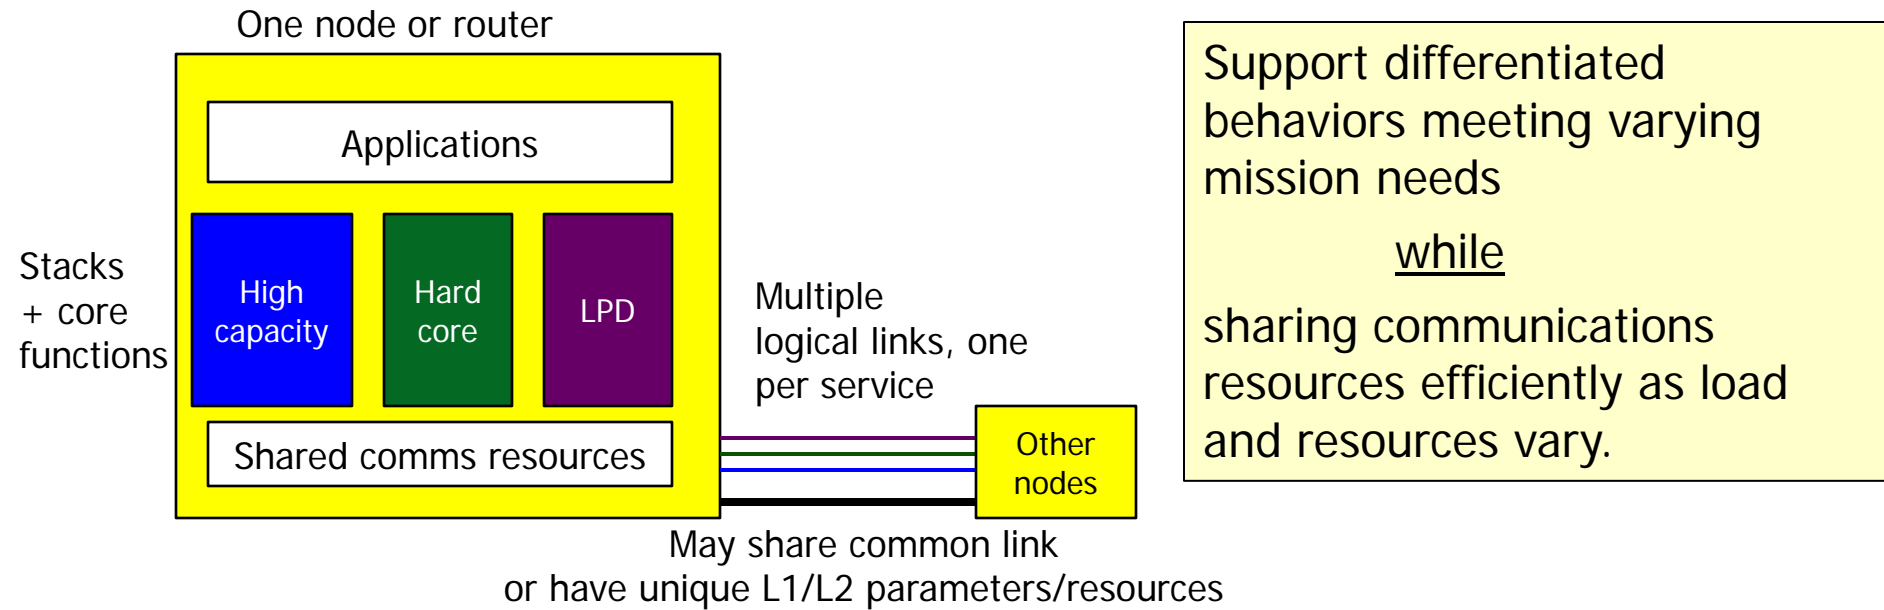 One node or router
Applications
Stacks
+ core
functions
High
capacity
Hard
core
LPD
Shared comms resources
Multiple
logical links, one
per service
Other
nodes
May share common link
or have unique L1/L2 parameters/resources
Support differentiated
behaviors meeting varying
mission needs
while
sharing communications
resources efficiently as load
and resources vary.